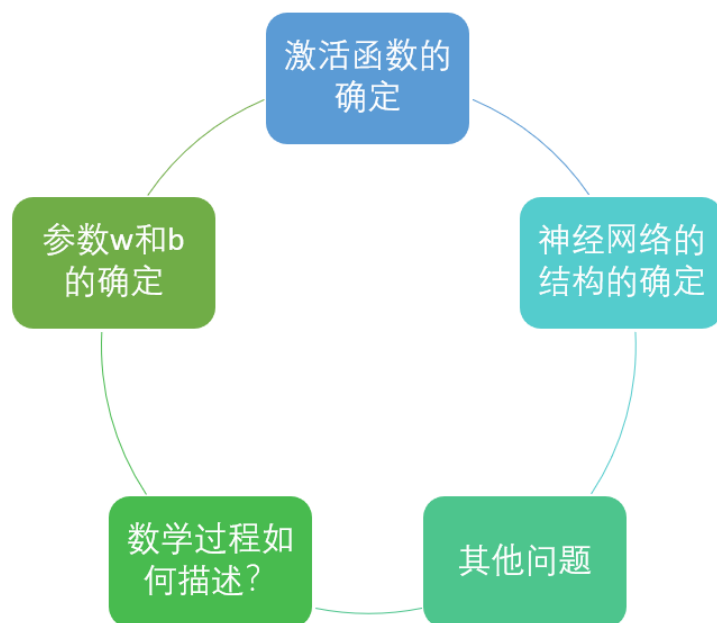 激活函数的
确定
神经网络的
结构的确定
其他问题
数学过程如
何描述？
参数w和b
的确定